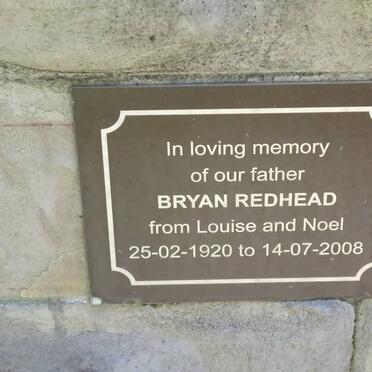 In loving memory
of our father
BRYAN REDHEAD
from Louise and Noel
25-02-1920 to 14-07-2008